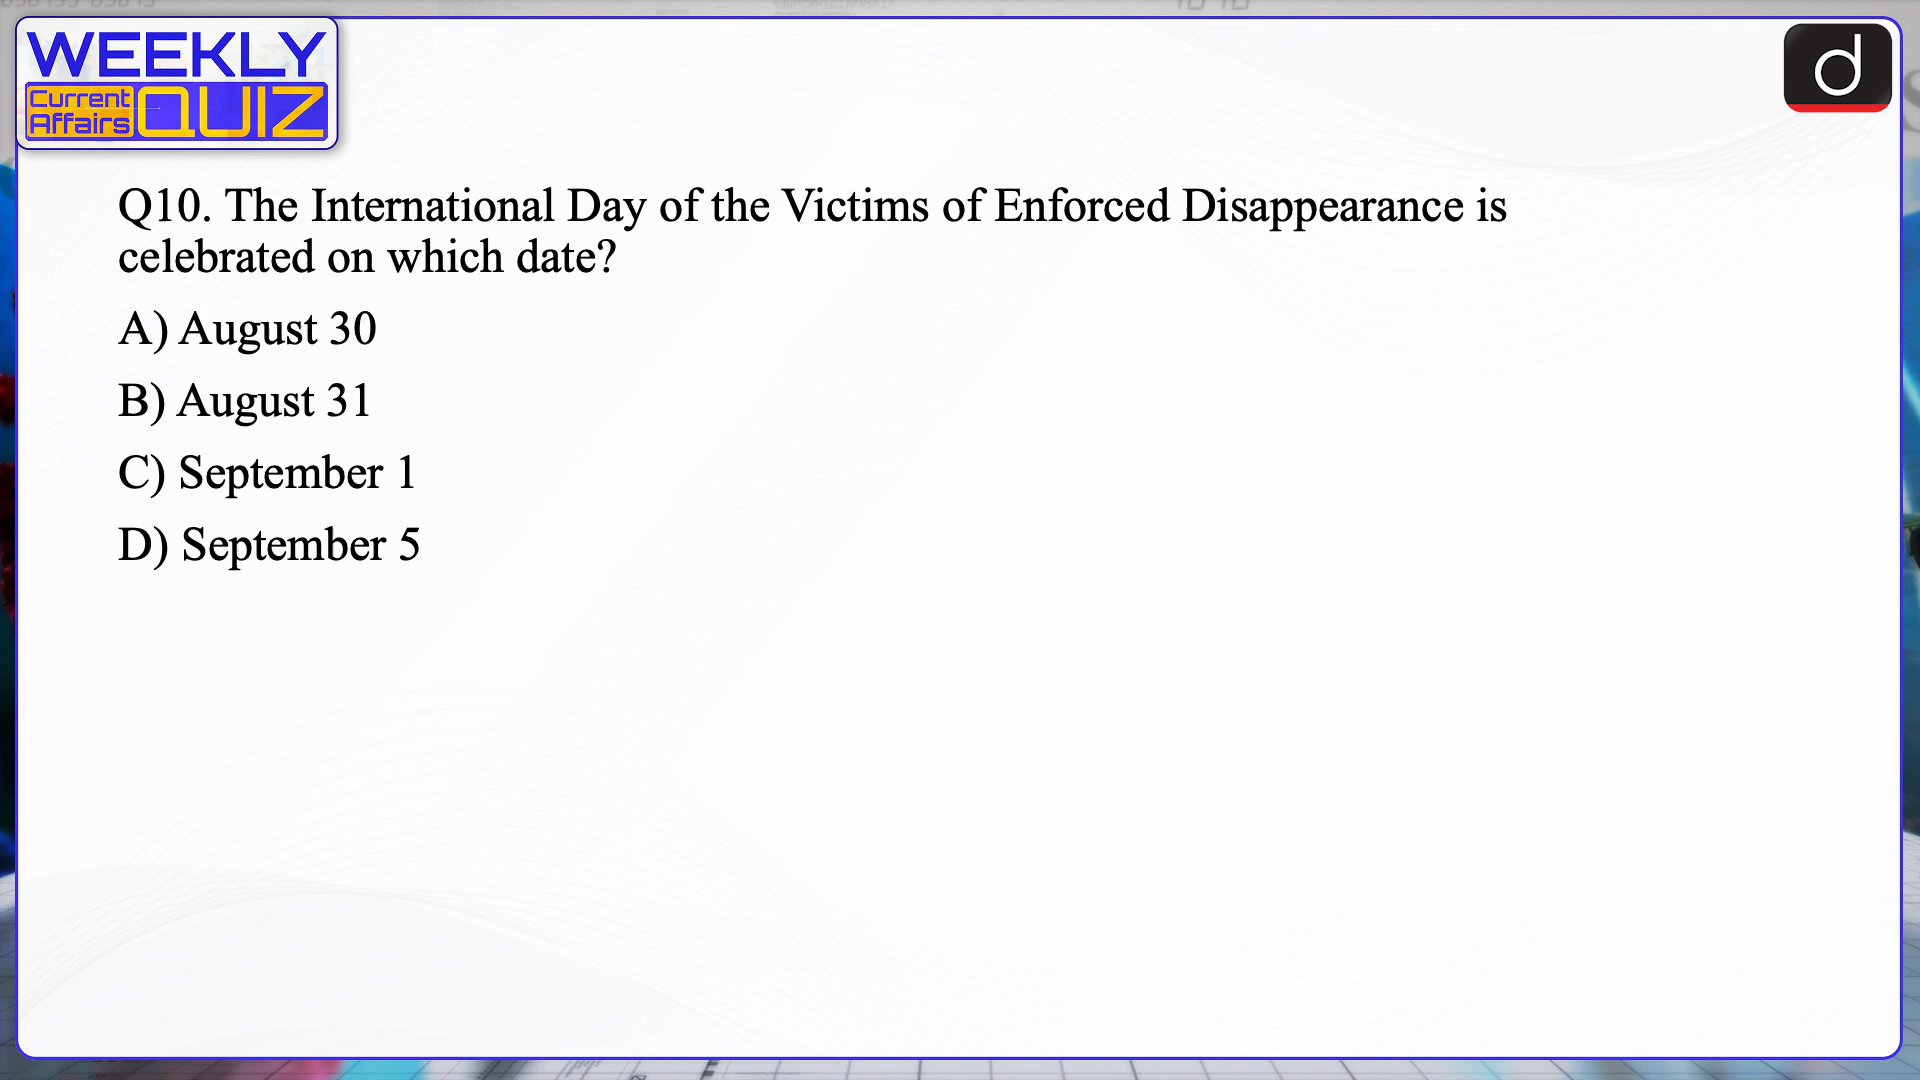 WEEKLY
Current
Affairs
QUIZ
Q10. The International Day of the Victims of Enforced Disappearance is
celebrated on which date?
A) August 30
B) August 31
C) September 1
D) September 5